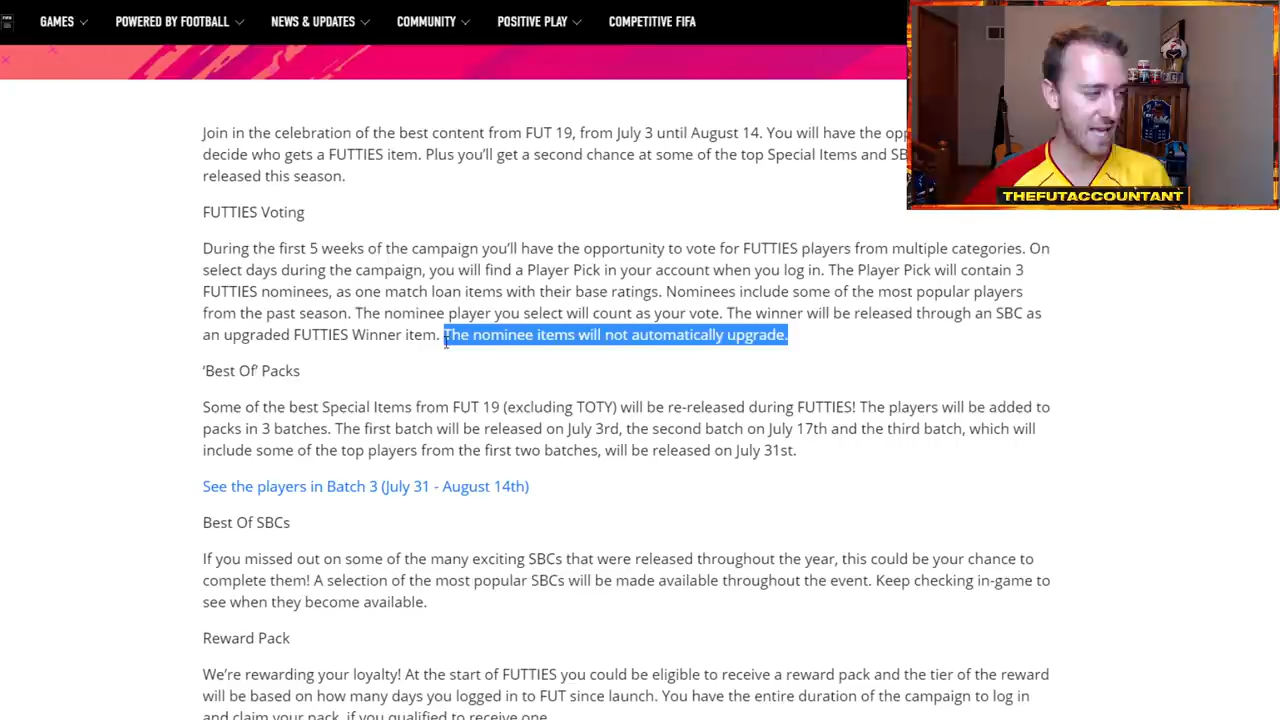 GAMES POWERED BY FOOTBALL NEWS & UPDATES COMMUNITY POSITIVE PLAY COMPETITIVE FIFA
THEFUTACCOUNTANT
Join in the celebration of the best content from FUT 19, from July 3 until August 14. You will have the
decide who gets a FUTTIES item. Plus you'll get a second chance at some of the top Special Items and
released this season.
FUTTIES Voting
During the first 5 weeks of the campaign you'll have the opportunity to vote for FUTTIES players from multiple categories. On
select days during the campaign, you will find a Player Pick in your account when you log in. The Player Pick will contain 3
FUTTIES nominees, as one match loan items with their base ratings. Nominees include some of the most popular players
from the past season. The nominee player you select will count as your vote. The winner will be released through an SBC as
an upgraded FUTTIES Winner item. The nominee items will not automatically upgrade.
‘Best Of’ Packs
Some of the best Special Items from FUT 19 (excluding TOTY) will be re-released during FUTTIES! The players will be added to
packs in 3 batches. The first batch will be released on July 3rd, the second batch on July 17th and the third batch, which will
include some of the top players from the first two batches, will be released on July 31st.
See the players in Batch 3 (July 31 - August 14th)
Best Of SBCs
If you missed out on some of the many exciting SBCs that were released throughout the year, this could be your chance to
complete them! A selection of the most popular SBCs will be made available throughout the event. Keep checking in-game to
see when they become available.
Reward Pack
We're rewarding your loyalty! At the start of FUTTIES you could be eligible to receive a reward pack and the tier of the reward
will be based on how many days you logged in to FUT since launch. You have the entire duration of the campaign to log in
and claim your pack, if you qualified to receive one.